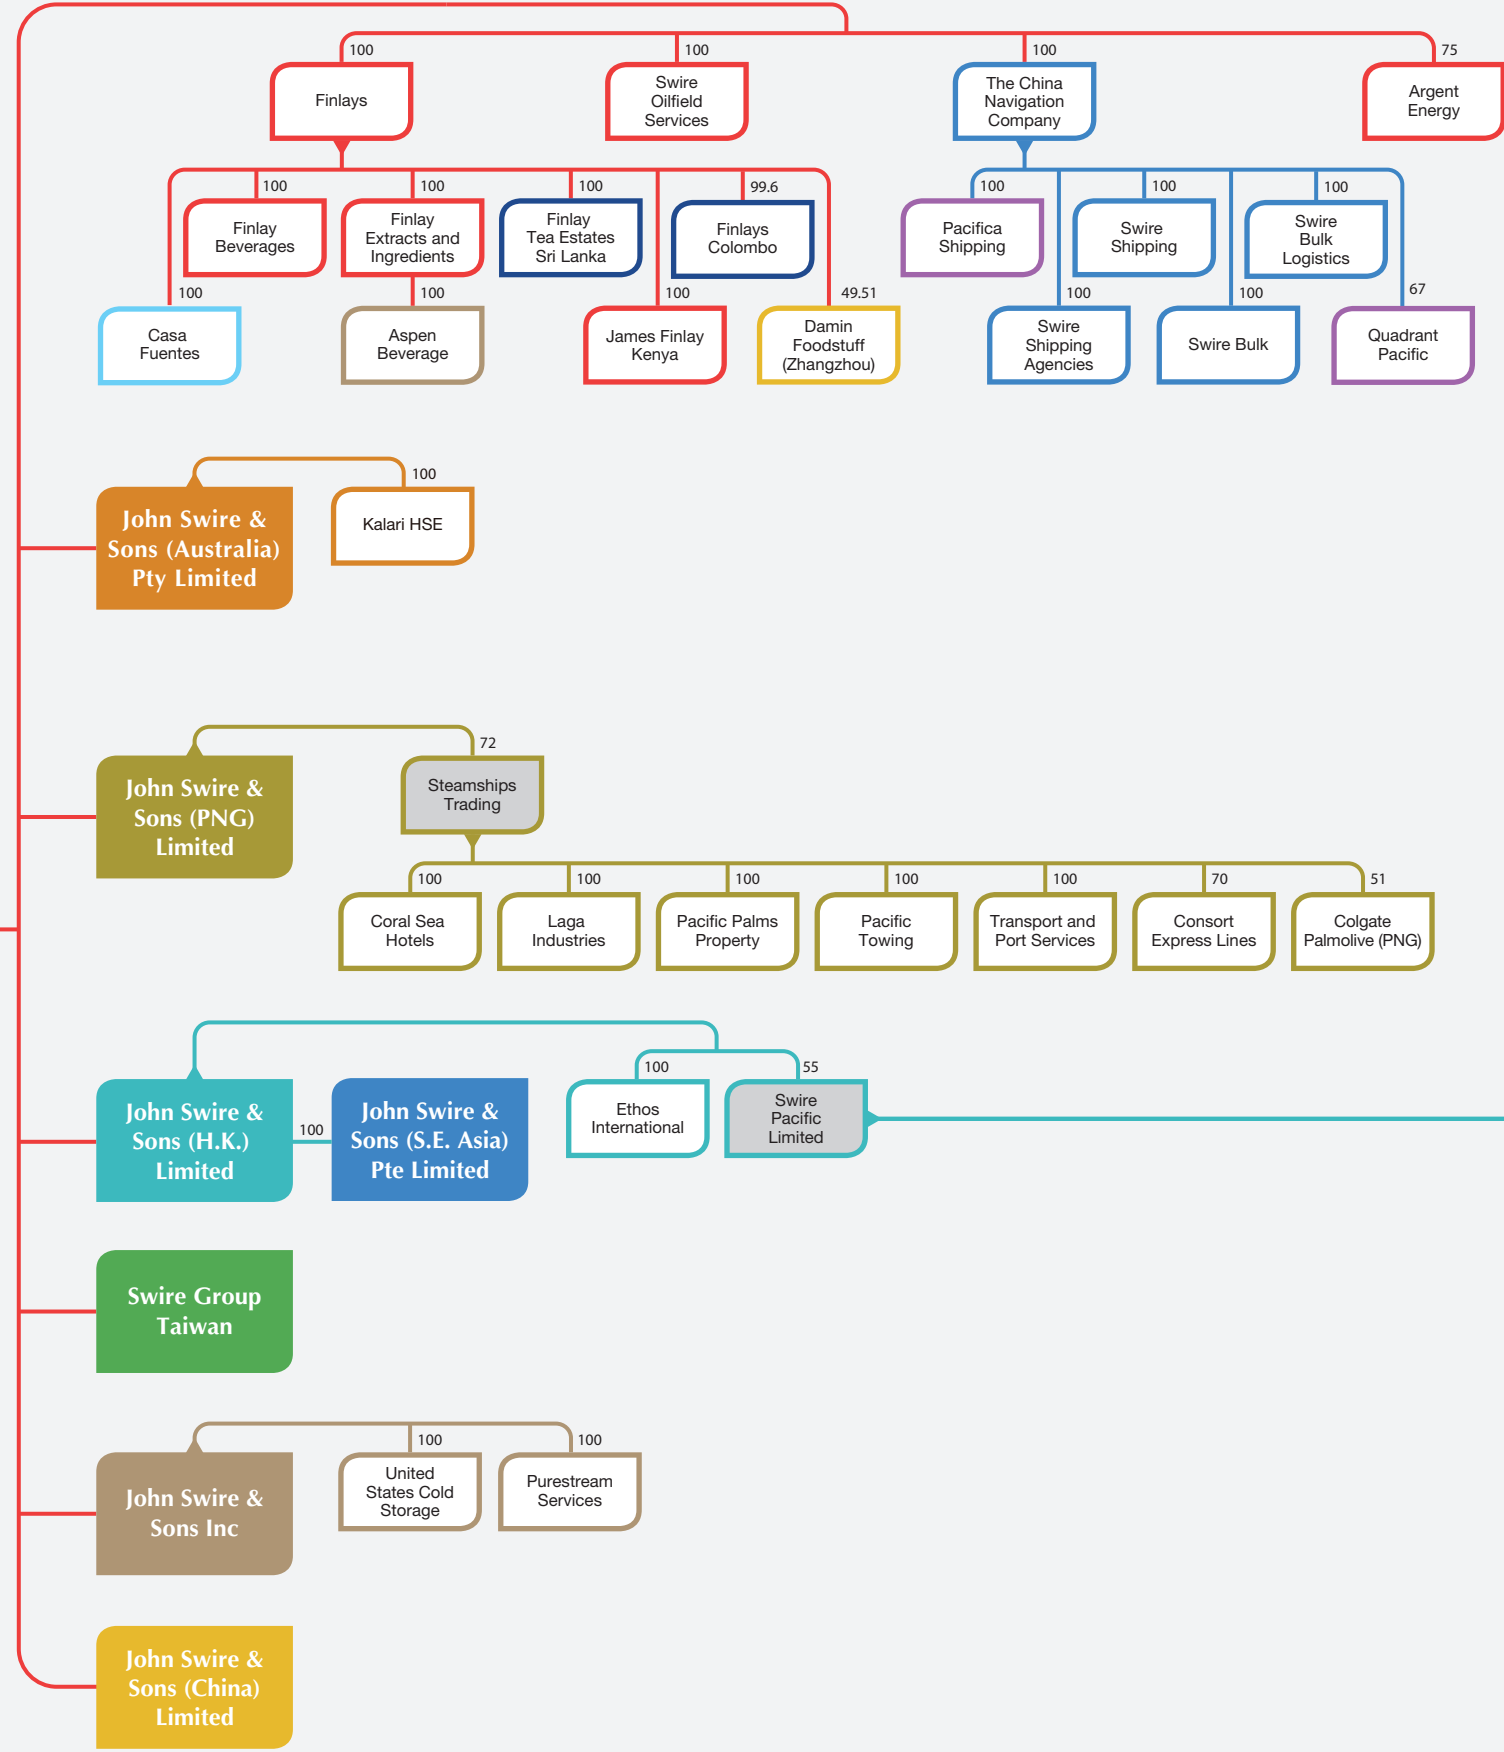 100
100
100
75
Finlays
Swire
Oilfield
Services
The China
Navigation
Company
Argent
Energy
100
100
100
99.6
100
100
100
Finlay
Beverages
Finlay
Extracts and
Ingredients
Finlay
Tea Estates
Sri Lanka
Finlays
Colombo
Pacifica
Shipping
Swire
Shipping
Swire
Bulk
Logistics
100
100
100
49.51
100
100
67
Casa
Fuentes
Aspen
Beverage
James Finlay
Kenya
Damin
Foodstuff
(Zhangzhou)
Swire
Shipping
Agencies
Swire Bulk
Quadrant
Pacific
100
John Swire &
Sons (Australia)
Pty Limited
Kalari HSE
72
John Swire &
Sons (PNG)
Limited
Steamships
Trading
100
100
100
100
100
70
51
Coral Sea
Hotels
Laga
Industries
Pacific Palms
Property
Pacific
Towing
Transport and
Port Services
Consort
Express Lines
Colgate
Palmolive (PNG)
100
55
John Swire &
Sons (H.K.)
Limited
100
John Swire &
Sons (S.E. Asia)
Pte Limited
Ethos
International
Swire
Pacific
Limited
Swire Group
Taiwan
100
100
John Swire &
Sons Inc
United
States Cold
Storage
Purestream
Services
John Swire &
Sons (China)
Limited